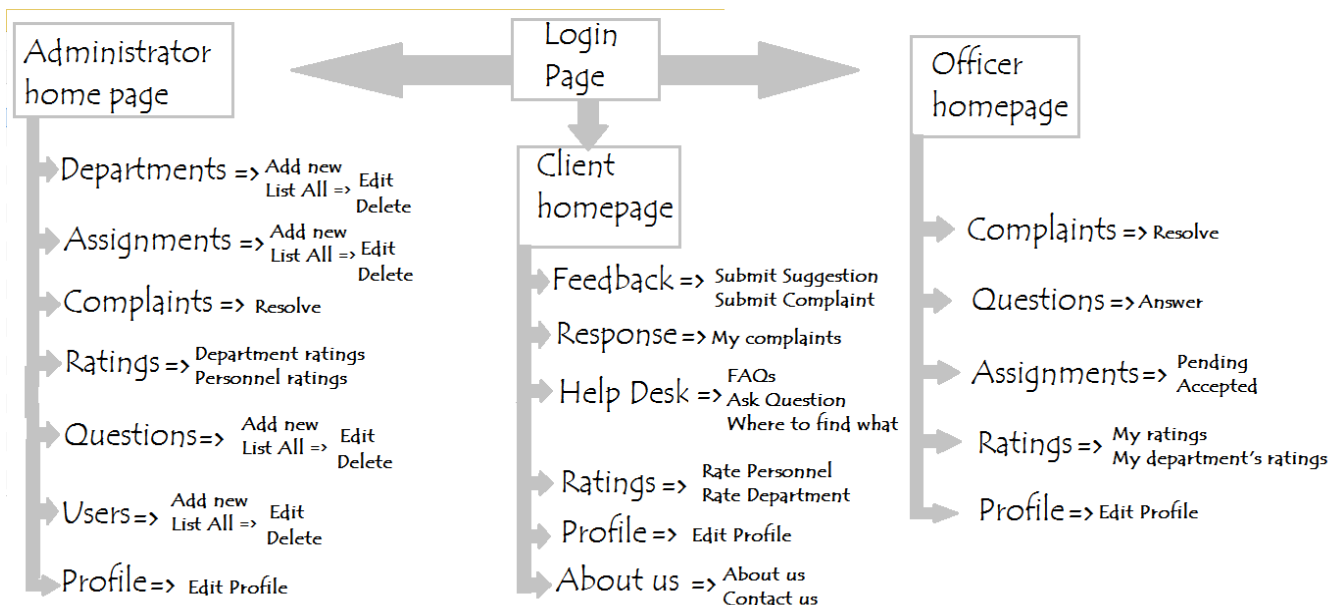 Login
Page
Administrator
home page
Departments => Add new
List All => Edit
Delete
Assignments => Add new
List All => Edit
Delete
Complaints => Resolve
Ratings => Department ratings
Personnel ratings
Questions => Add new
List All => Edit
Delete
Users => Add new
List All => Edit
Delete
Profile => Edit Profile
Client
homepage
Feedback => Submit Suggestion
Submit Complaint
Response => My complaints
Help Desk => FAQs
Ask Question
Where to find what
Ratings => Rate Personnel
Rate Department
Profile => Edit Profile
About us => About us
Contact us
Officer
homepage
Complaints => Resolve
Questions => Answer
Assignments => Pending
Accepted
Ratings => My ratings
My department's ratings
Profile => Edit Profile